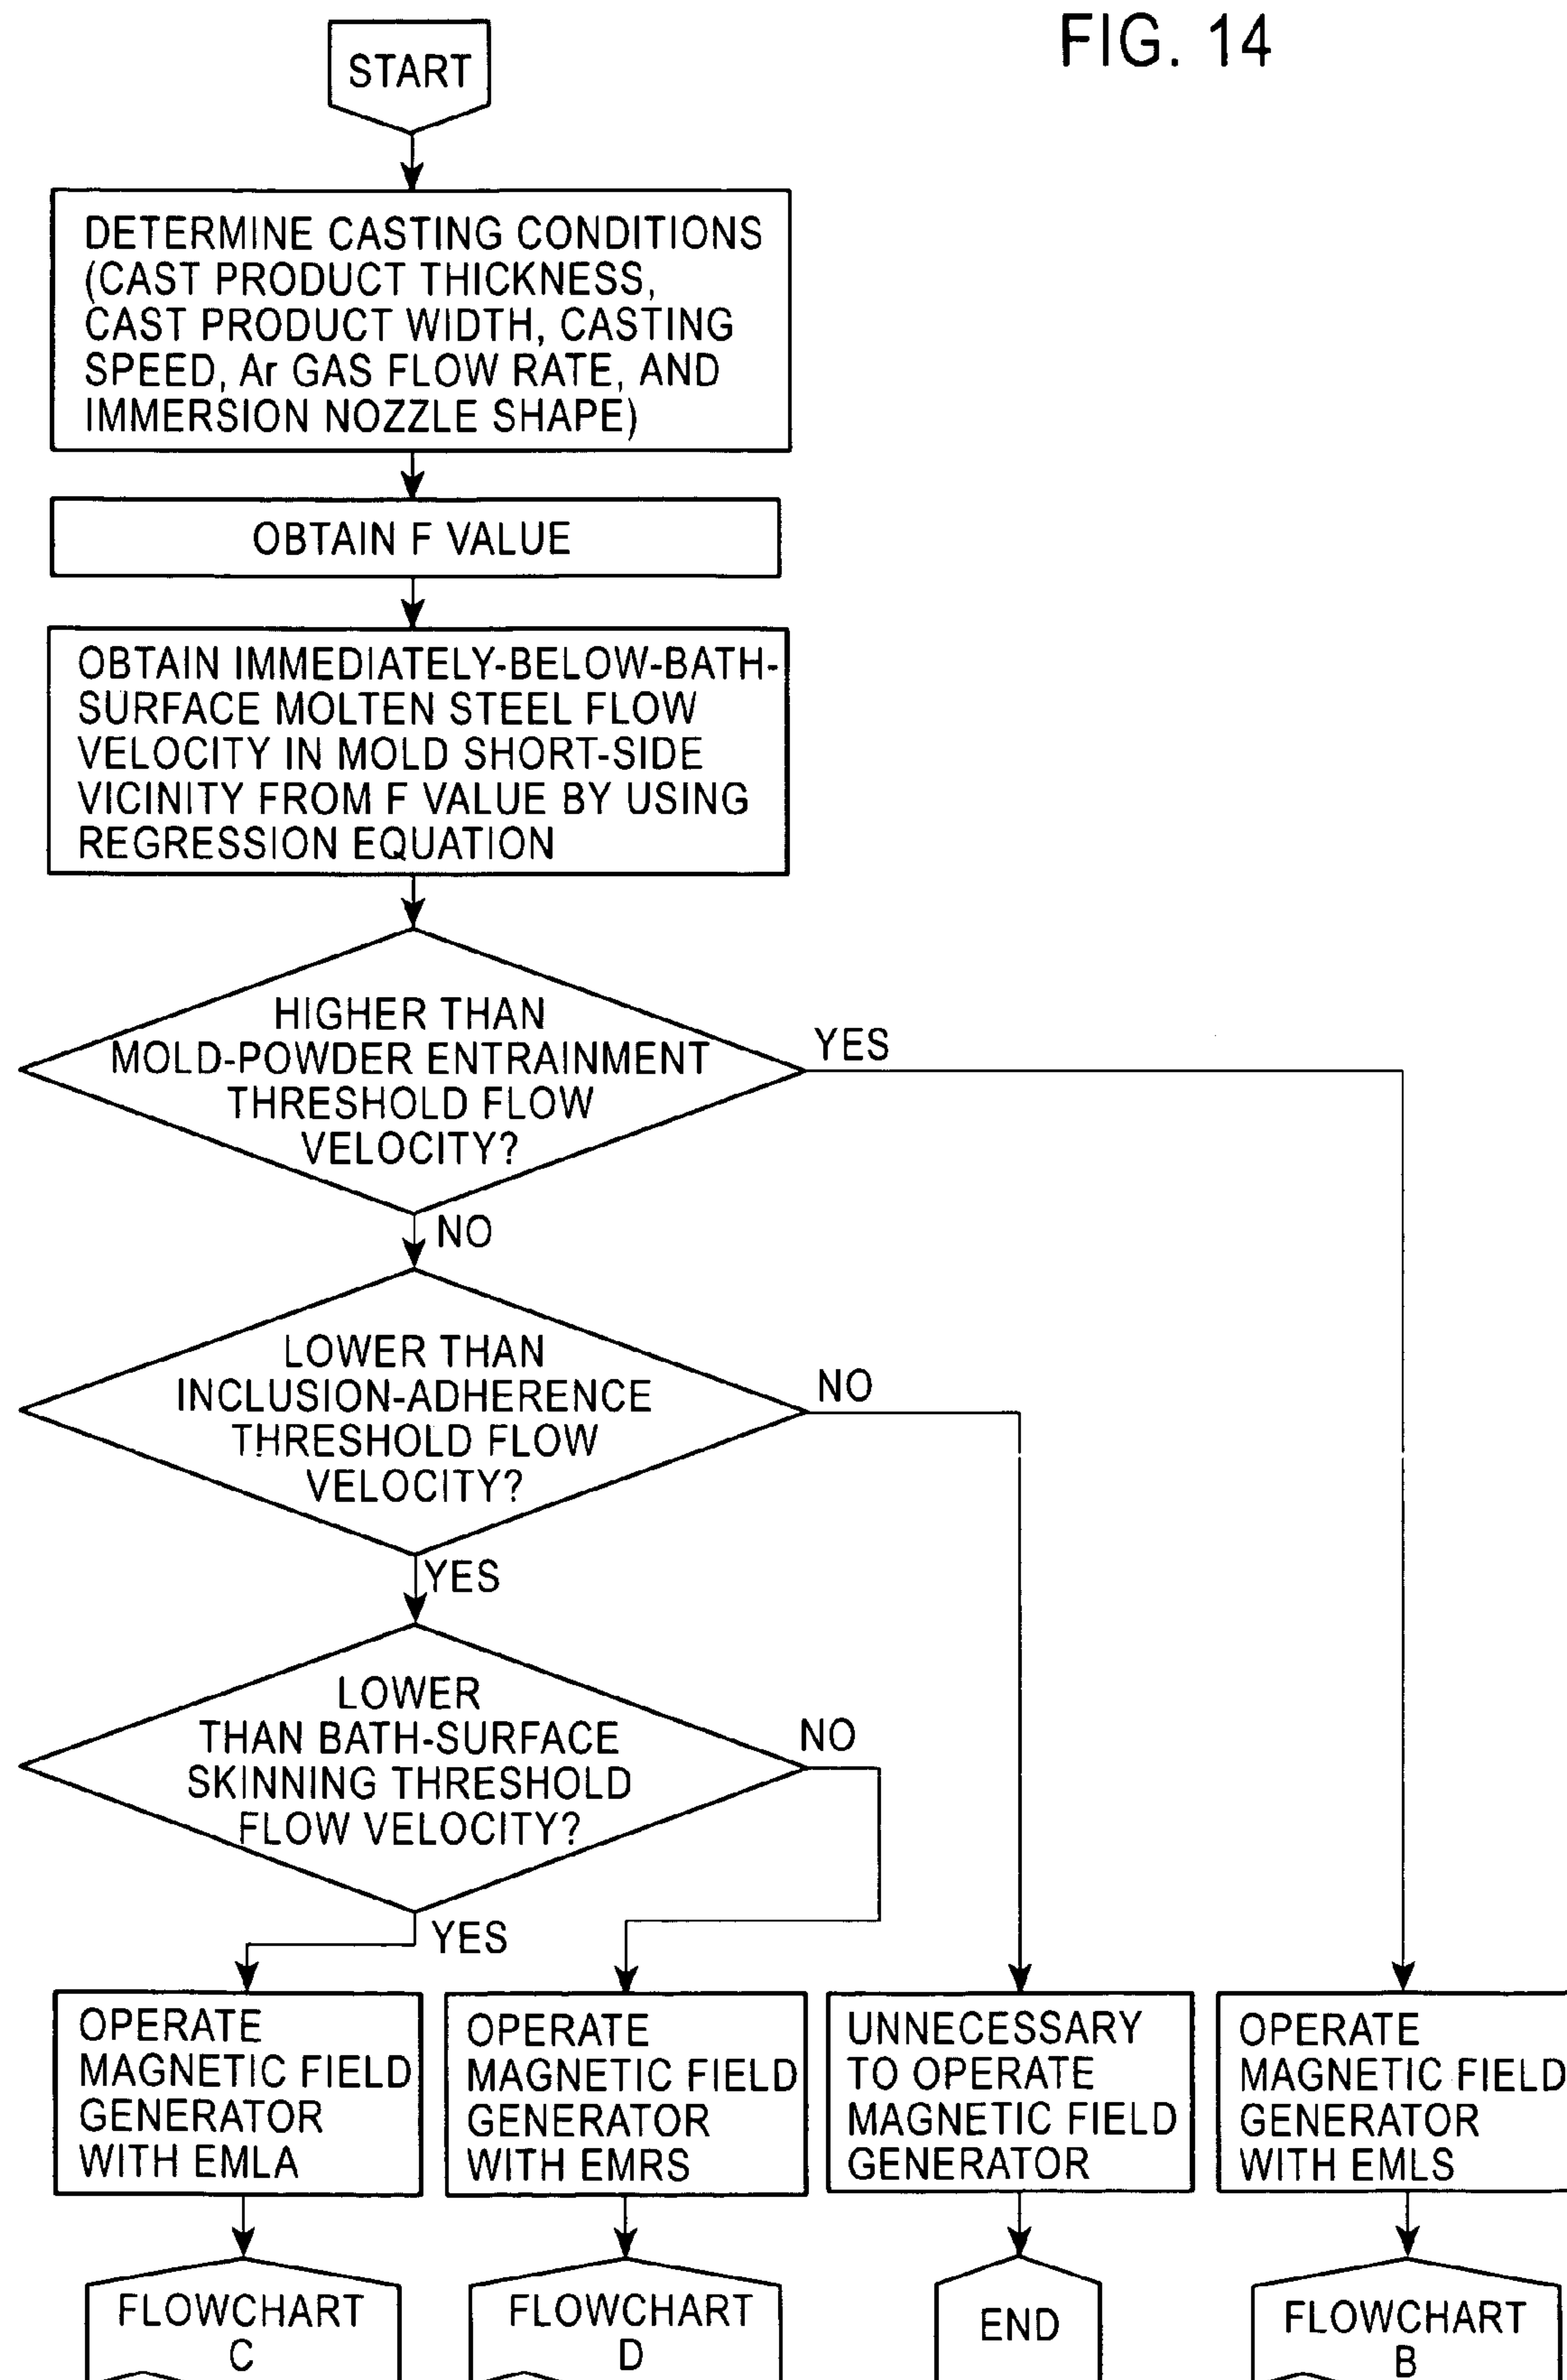 FIG. 14
START
DETERMINE CASTING CONDITIONS
(CAST PRODUCT THICKNESS,
CAST PRODUCT WIDTH, CASTING
SPEED, Ar GAS FLOW RATE, AND
IMMERSION NOZZLE SHAPE)
OBTAIN F VALUE
OBTAIN IMMEDIATELY-BELOW-BATH-
SURFACE MOLTEN STEEL FLOW
VELOCITY IN MOLD SHORT-SIDE
VICINITY FROM F VALUE BY USING
REGRESSION EQUATION
HIGHER THAN
MOLD-POWDER ENTRAINMENT
THRESHOLD FLOW
VELOCITY?
YES
NO
LOWER THAN
INCLUSION-ADHERENCE
THRESHOLD FLOW
VELOCITY?
NO
YES
LOWER
THAN BATH-SURFACE
SKINNING THRESHOLD
FLOW VELOCITY?
NO
YES
OPERATE
MAGNETIC FIELD
GENERATOR
WITH EMLA
OPERATE
MAGNETIC FIELD
GENERATOR
WITH EMRS
UNNECESSARY
TO OPERATE
MAGNETIC FIELD
GENERATOR
OPERATE
MAGNETIC FIELD
GENERATOR
WITH EMLS
FLOWCHART
C
FLOWCHART
D
END
FLOWCHART
B